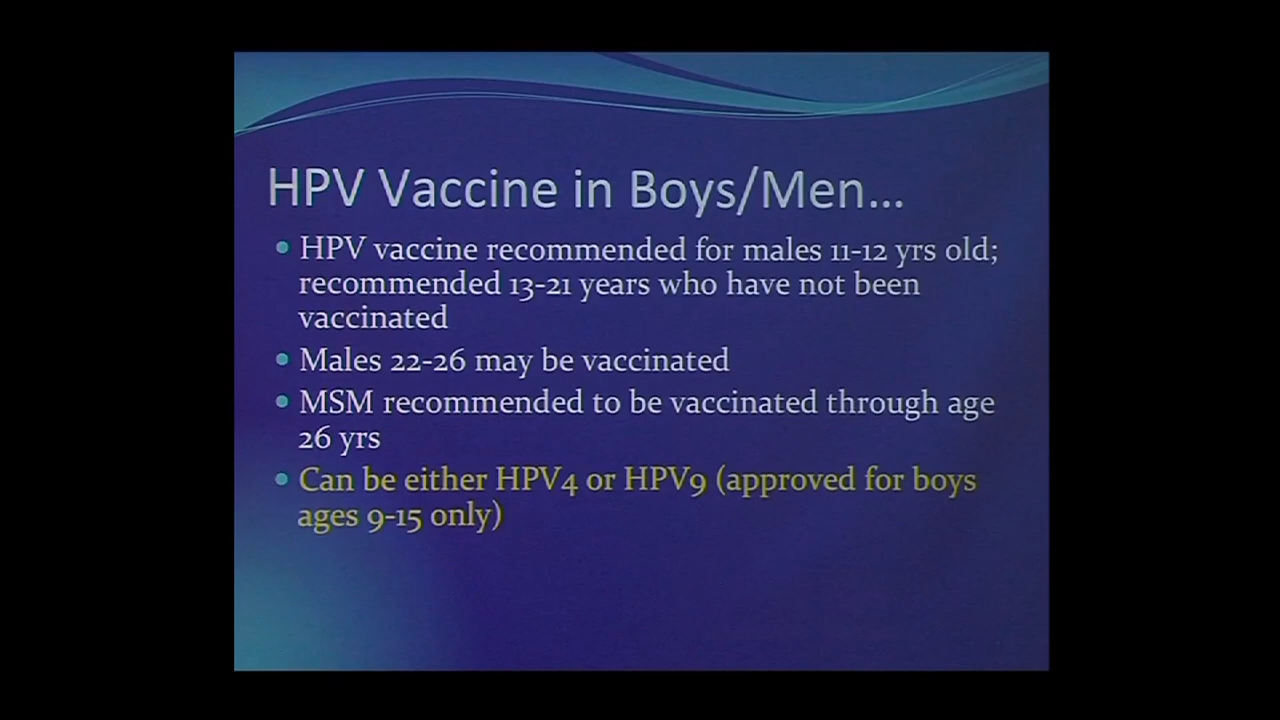 HPV Vaccine in Boys/Men...
HPV vaccine recommended for males 11-12 yrs old;
recommended 13-21 years who have not been
vaccinated
Males 22-26 may be vaccinated
MSM recommended to be vaccinated through age
26 yrs
Can be either HPV4 or HPV9 (approved for boys
ages 9-15 only)